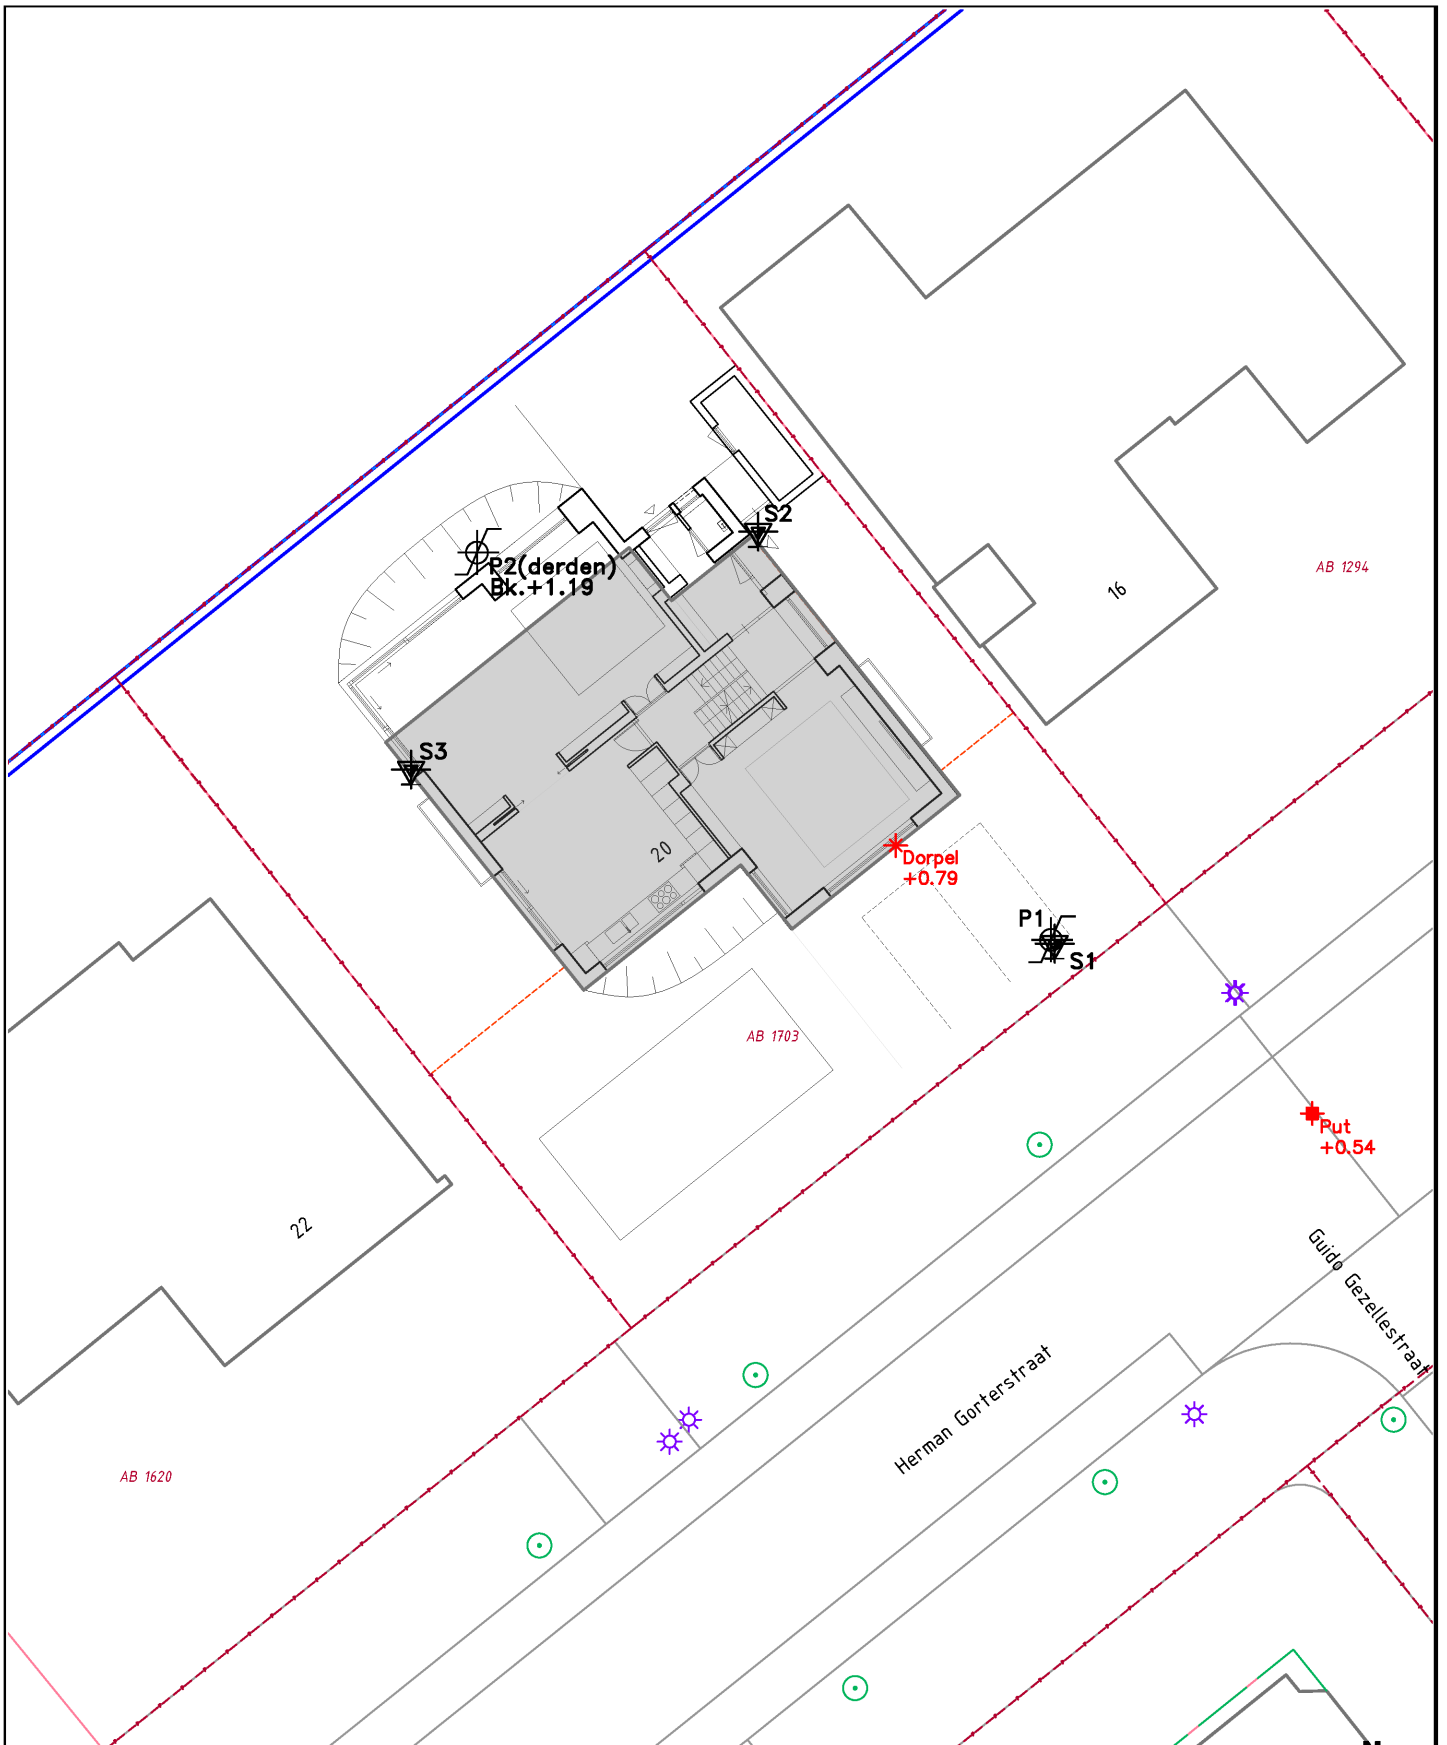 S2
P2(derden)
Bk.+1.19
AB 1294
16
S3
20
Dorpel
+0.79
P1
S1
AB 1703
Put
+0.54
22
Guido Gezellestraat
Herman Gorterstraat
AB 1620